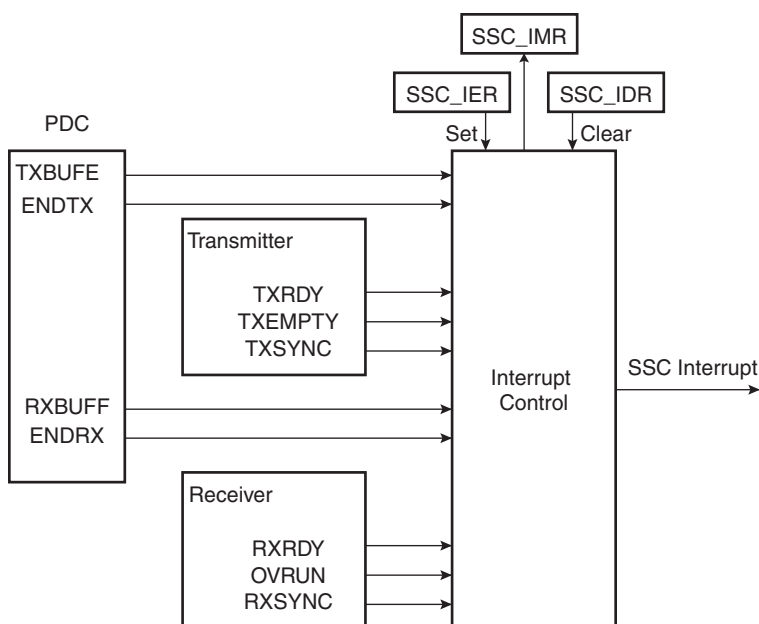 SSC_IMR
SSC_IER
SSC_IDR
PDC
Set
Clear
TXBUFE
ENDTX
Transmitter
TXRDY
TXEMPTY
TXSYNC
RXBUFF
ENDRX
Interrupt
Control
SSC Interrupt
Receiver
RXRDY
OVRUN
RXSYNC